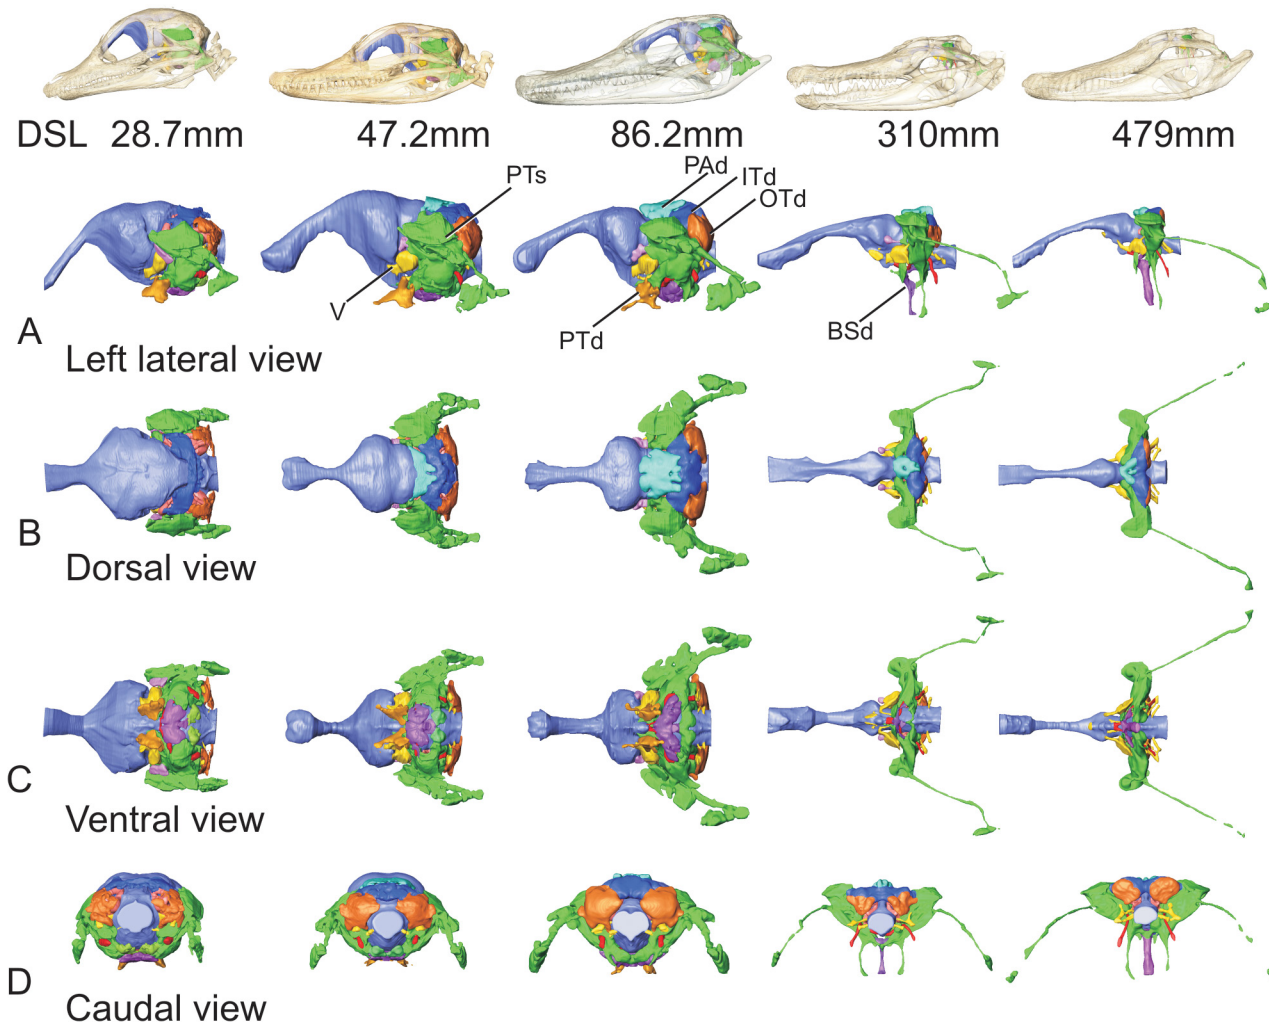 DSL 28.7mm 47.2mm 86.2mm 310mm 479mm
PTs
PAd
ITd
OTd
V
PTd
BSd
A
Left lateral view
B
Dorsal view
C
Ventral view
D
Caudal view